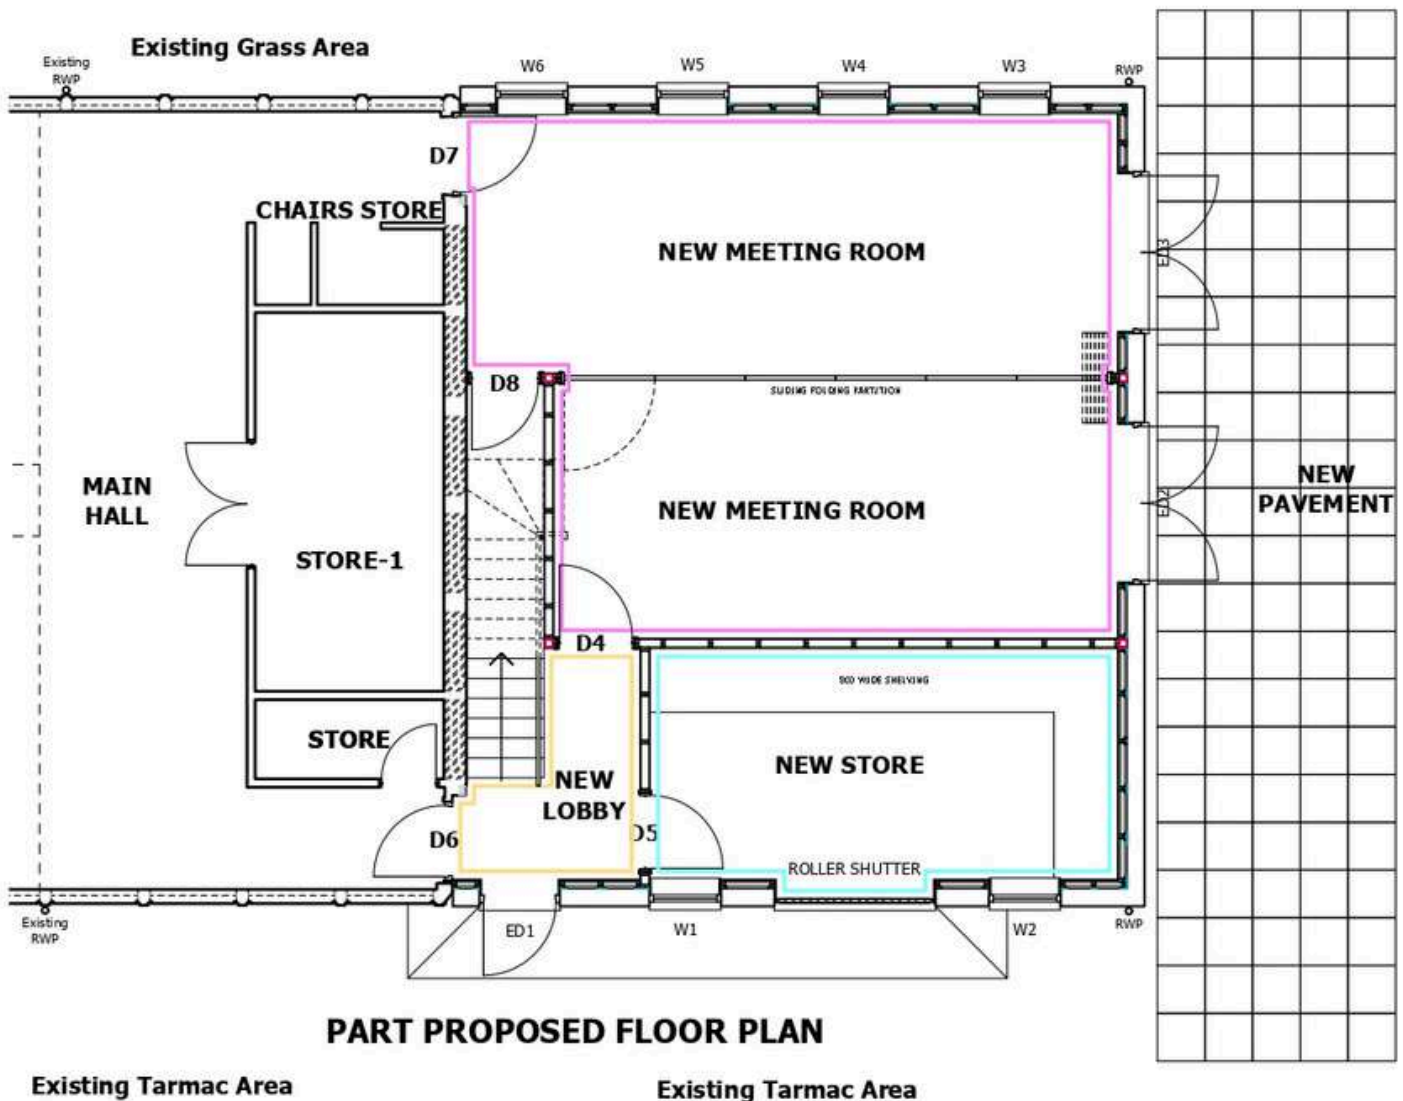 Existing Grass Area
Existing
RWP
W6
W5
W4
W3
RWP
D7
CHAIRS STORE
NEW MEETING ROOM
ED3
D8
SLIDING FOLDING PARTITION
MAIN
HALL
NEW
PAVEMENT
ED2
NEW MEETING ROOM
STORE-1
D4
900 WIDE SHELVING
STORE
NEW STORE
NEW
LOBBY
D6
D5
ROLLER SHUTTER
Existing
RWP
ED1
W1
W2
RWP
PART PROPOSED FLOOR PLAN
Existing Tarmac Area
Existing Tarmac Area